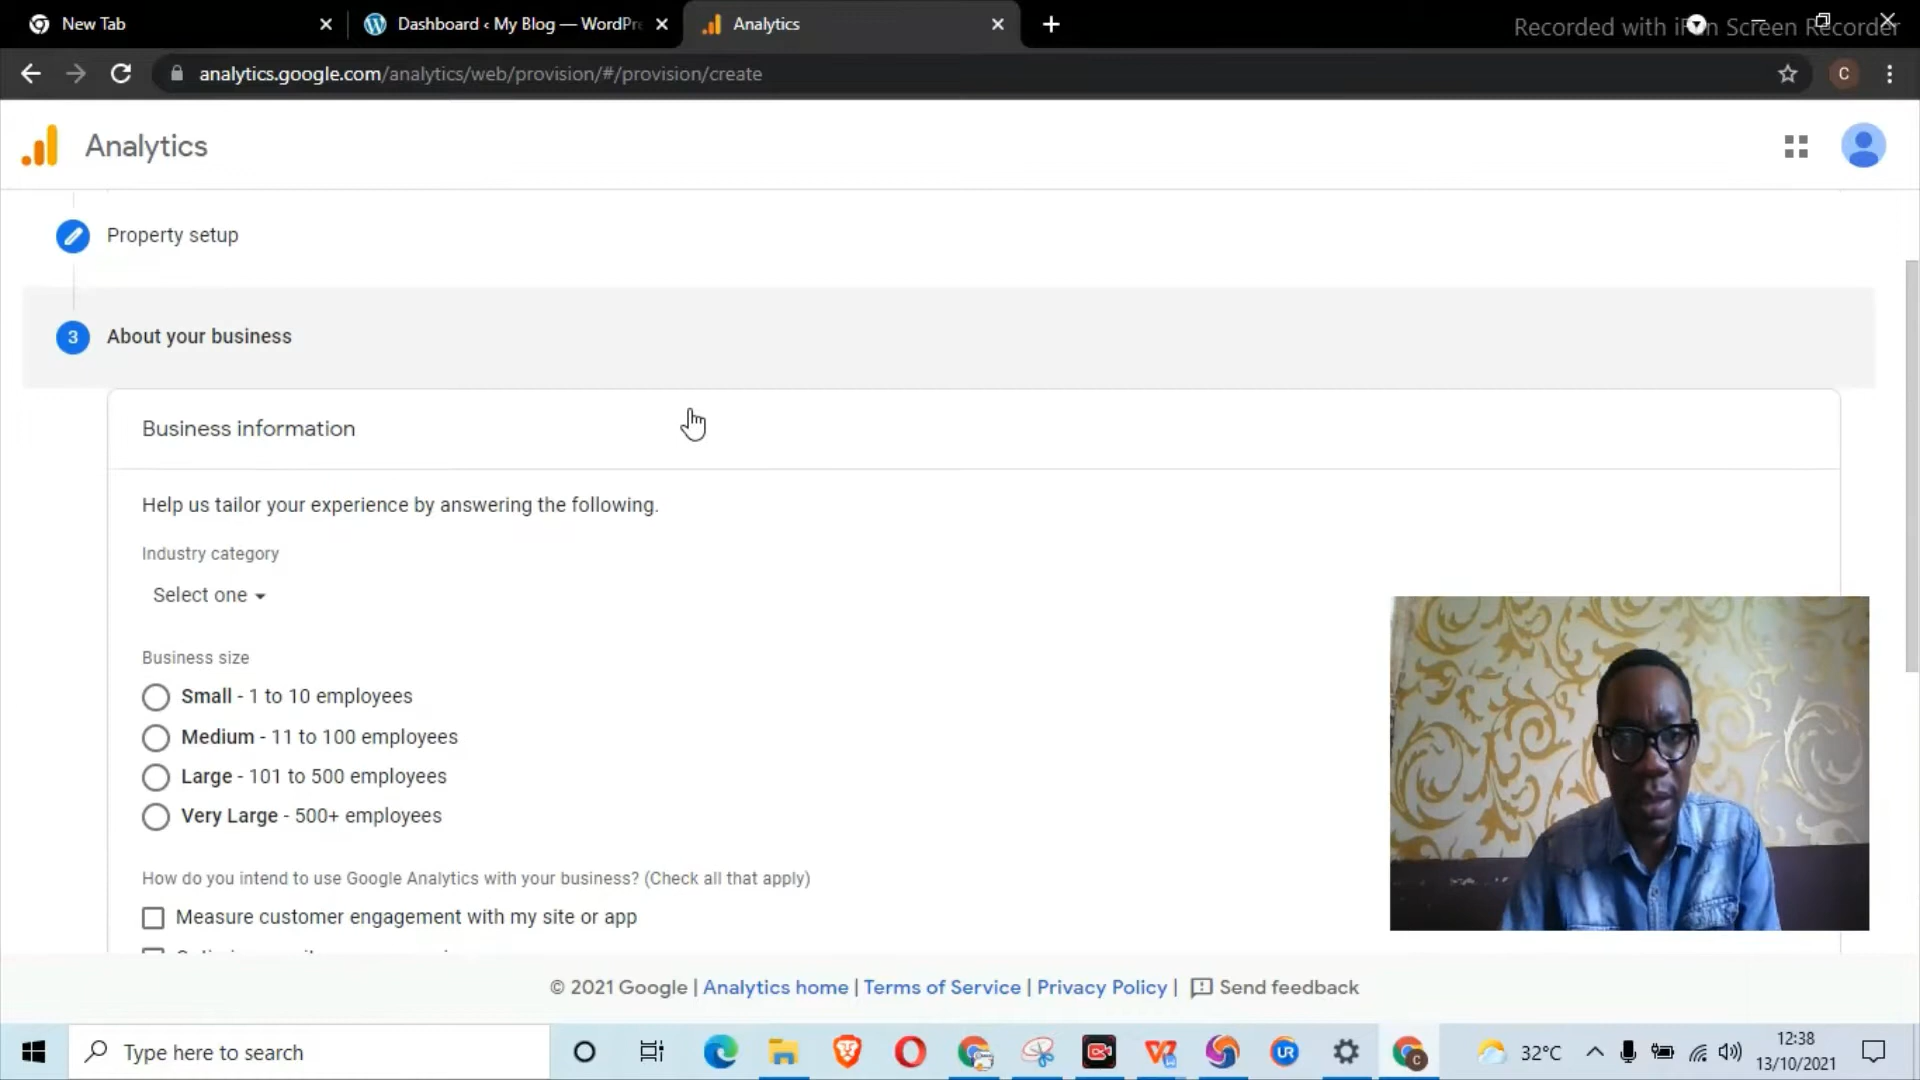 New Tab
Dashboard ‹ My Blog — WordPr
Analytics
Recorded with iFun Screen Recorder
analytics.google.com/analytics/web/provision/#/provision/create
C
Analytics
Property setup
3 About your business
Business information
Help us tailor your experience by answering the following.
Industry category
Select one
Business size
Small - 1 to 10 employees
Medium - 11 to 100 employees
Large - 101 to 500 employees
Very Large - 500+ employees
How do you intend to use Google Analytics with your business? (Check all that apply)
Measure customer engagement with my site or app
© 2021 Google | Analytics home | Terms of Service | Privacy Policy | Send feedback
Type here to search
UR
C
32°C
12:38
13/10/2021